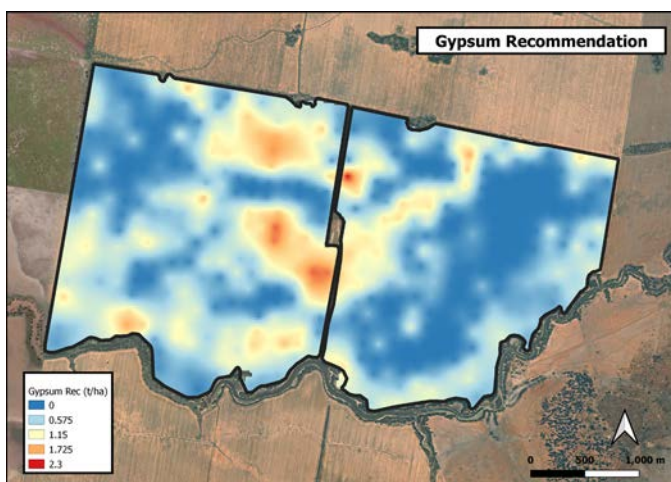 Gypsum Recommendation
Gypsum Rec (t/ha)
0
0.575
1.15
1.725
2.3
0 500 1,000 m